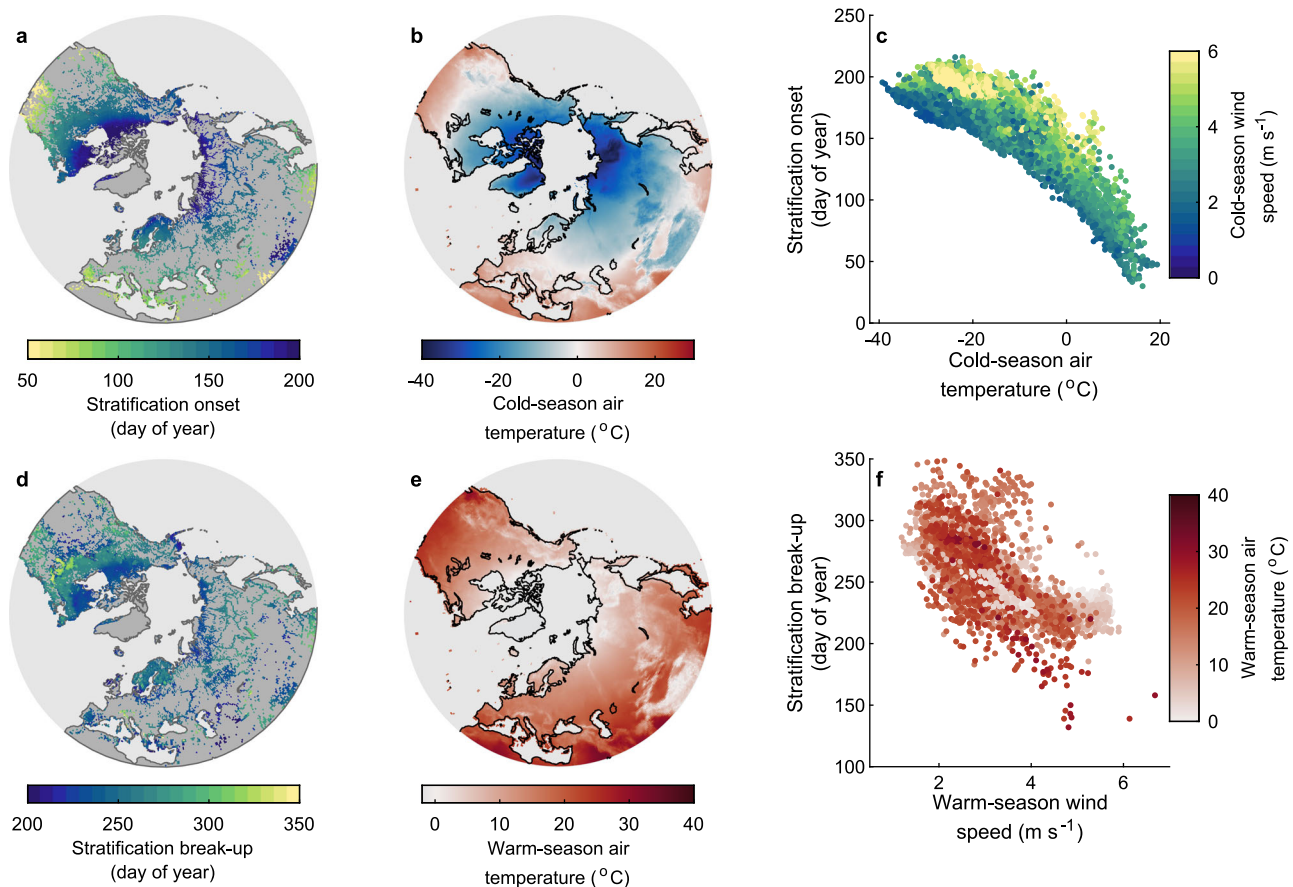 a
50 100 150 200
Stratification onset
(day of year)
b
-40 -20 0 20
Cold-season air
temperature (°C)
c
250
200
150
100
50
0
Stratification onset
(day of year)
-40 -20 0 20
Cold-season air
temperature (°C)
6
4
2
0
Cold-season wind
speed (m s⁻¹)
d
200 250 300 350
Stratification break-up
(day of year)
e
0 10 20 30 40
Warm-season air
temperature (°C)
f
350
300
250
200
150
100
Stratification break-up
(day of year)
2 4 6
Warm-season wind
speed (m s⁻¹)
40
30
20
10
0
Warm-season air
temperature (°C)